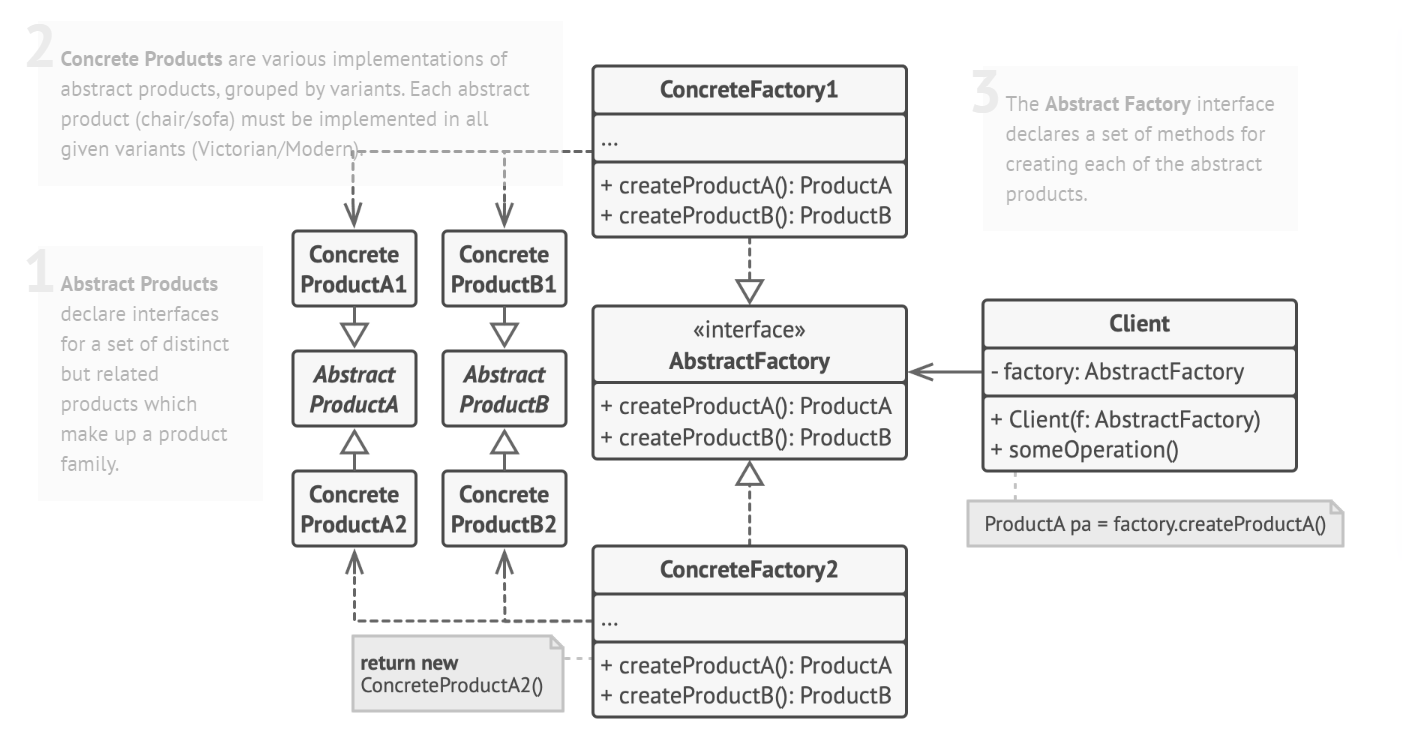 2
Concrete Products are various implementations of
abstract products, grouped by variants. Each abstract
product (chair/sofa) must be implemented in all
given variants (Victorian/Modern).
1
Abstract Products
declare interfaces
for a set of distinct
but related
products which
make up a product
family.
Concrete
ProductA1
Concrete
ProductB1
Abstract
ProductA
Abstract
ProductB
Concrete
ProductA2
Concrete
ProductB2
ConcreteFactory1
...
+ createProductA(): ProductA
+ createProductB(): ProductB
«interface»
AbstractFactory
+ createProductA(): ProductA
+ createProductB(): ProductB
ConcreteFactory2
...
+ createProductA(): ProductA
+ createProductB(): ProductB
return new
ConcreteProductA2()
3
The Abstract Factory interface
declares a set of methods for
creating each of the abstract
products.
Client
- factory: AbstractFactory
+ Client(f: AbstractFactory)
+ someOperation()
ProductA pa = factory.createProductA()